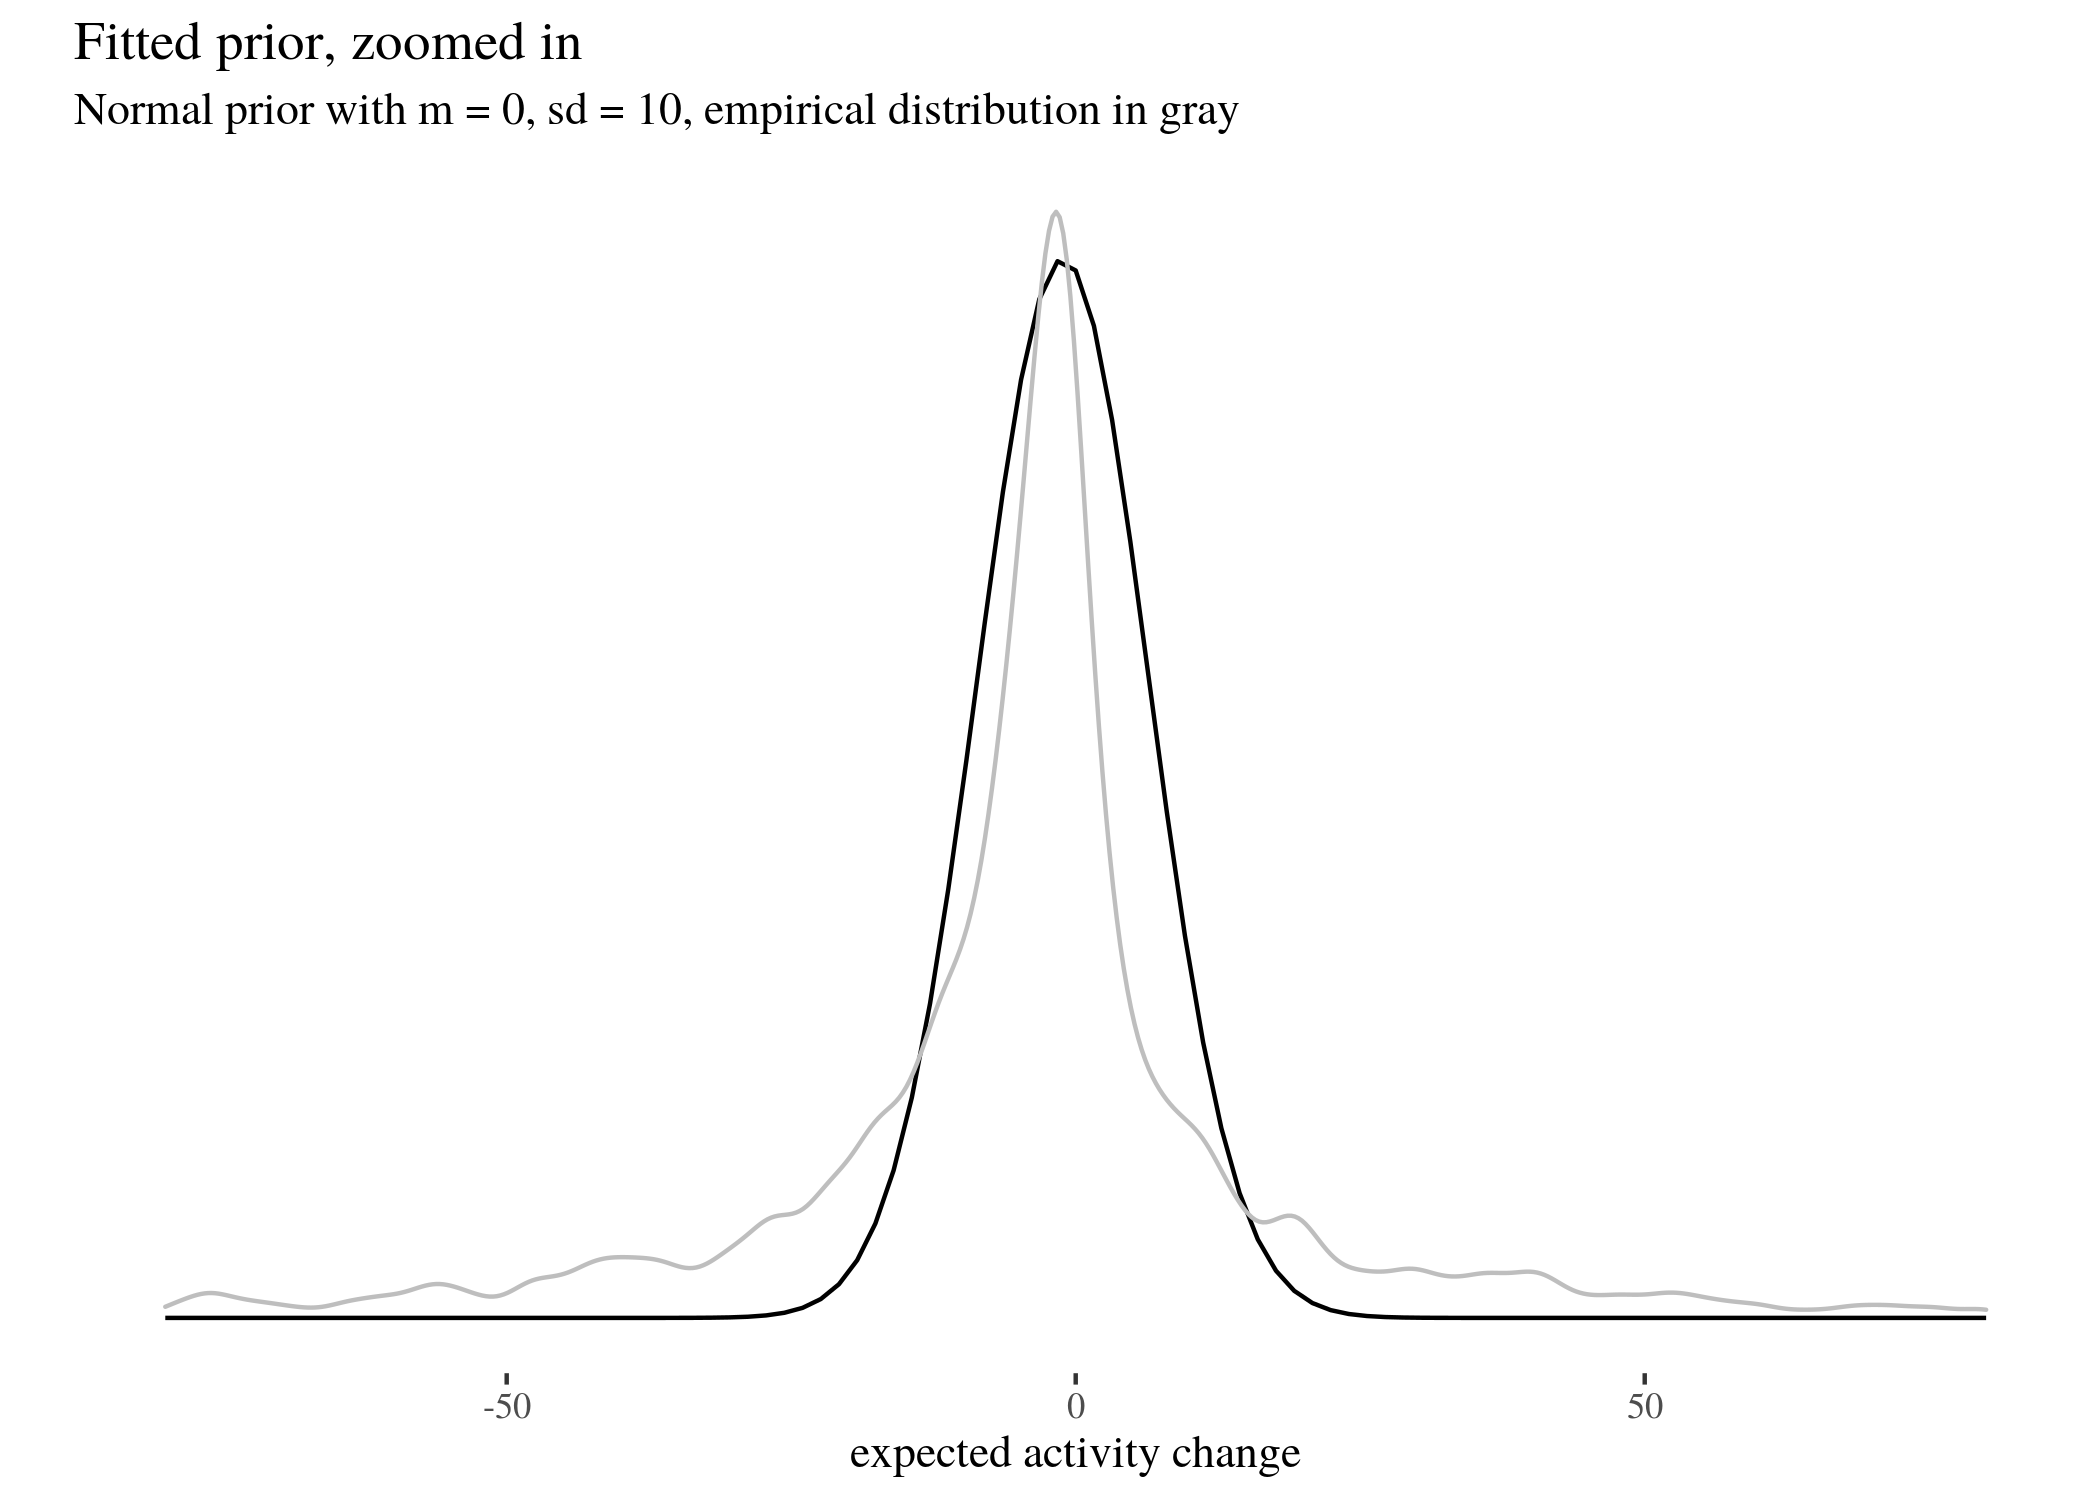 Fitted prior, zoomed in
Normal prior with m = 0, sd = 10, empirical distribution in gray
-50 0 50
expected activity change